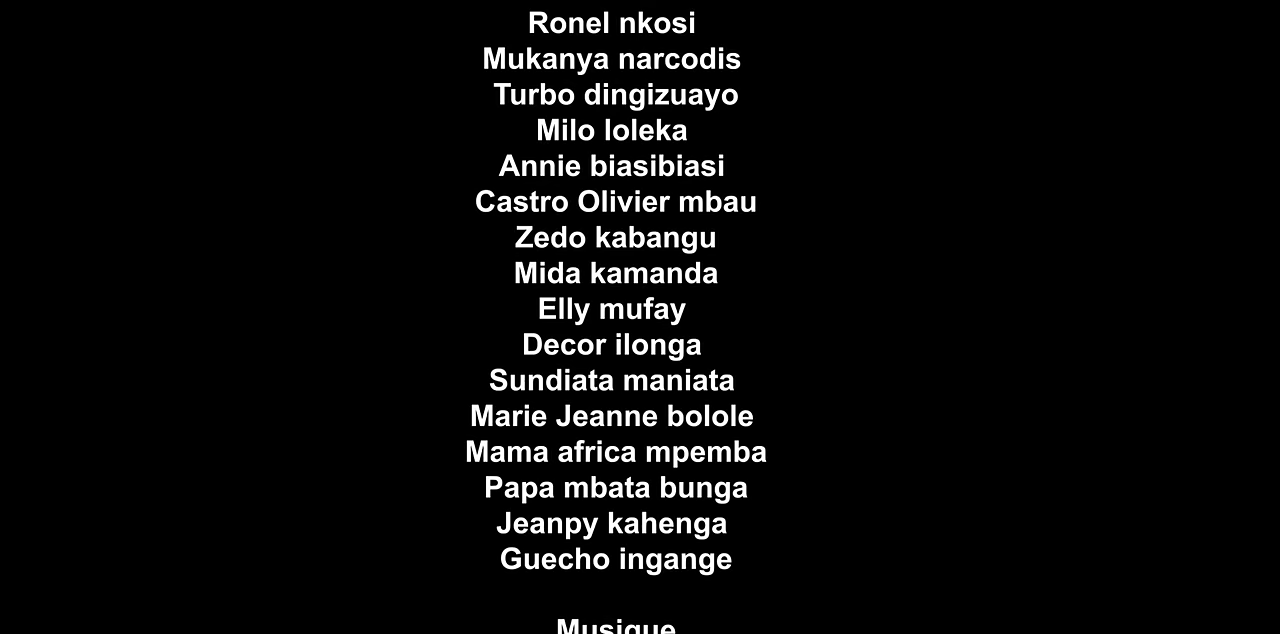 Ronel nkosi
Mukanya narcodis
Turbo dingizuayo
Milo loleka
Annie biasibiasi
Castro Olivier mbau
Zedo kabangu
Mida kamanda
Elly mufay
Decor ilonga
Sundiata maniata
Marie Jeanne bolole
Mama africa mpemba
Papa mbata bunga
Jeanpy kahenga
Guecho ingange
Musique